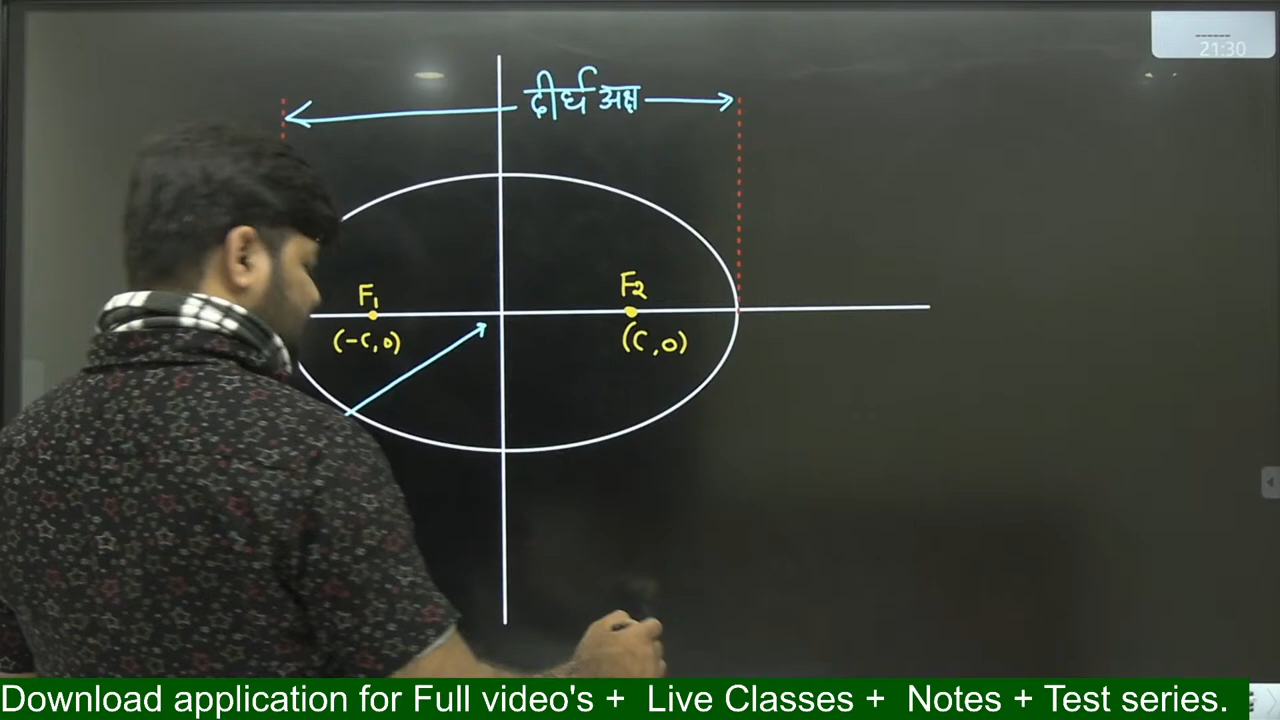 21:30
दीर्घ अक्ष
F₁
F₂
(-c, 0)
(c, 0)
Download application for Full video's + Live Classes + Notes + Test series.